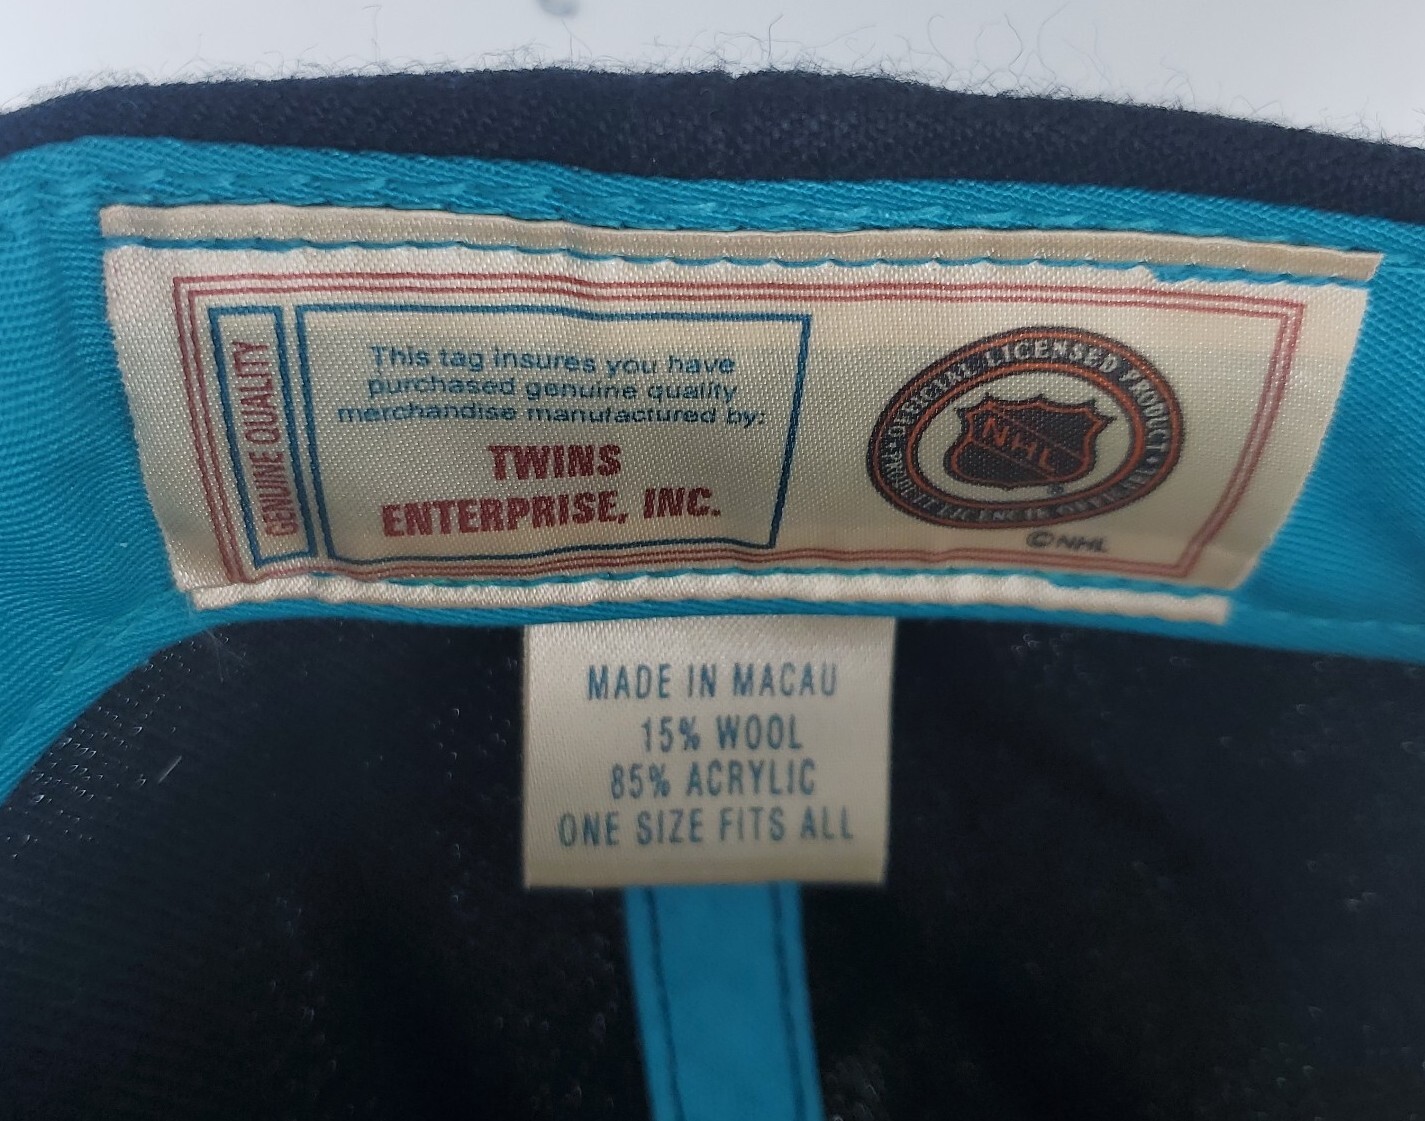 GENUINE QUALITY
This tag insures you have
purchased genuine quality
merchandise manufactured by:
TWINS
ENTERPRISE, INC.
OFFICIAL LICENSED PRODUCT
NHL
®
©NHL
MADE IN MACAU
15% WOOL
85% ACRYLIC
ONE SIZE FITS ALL